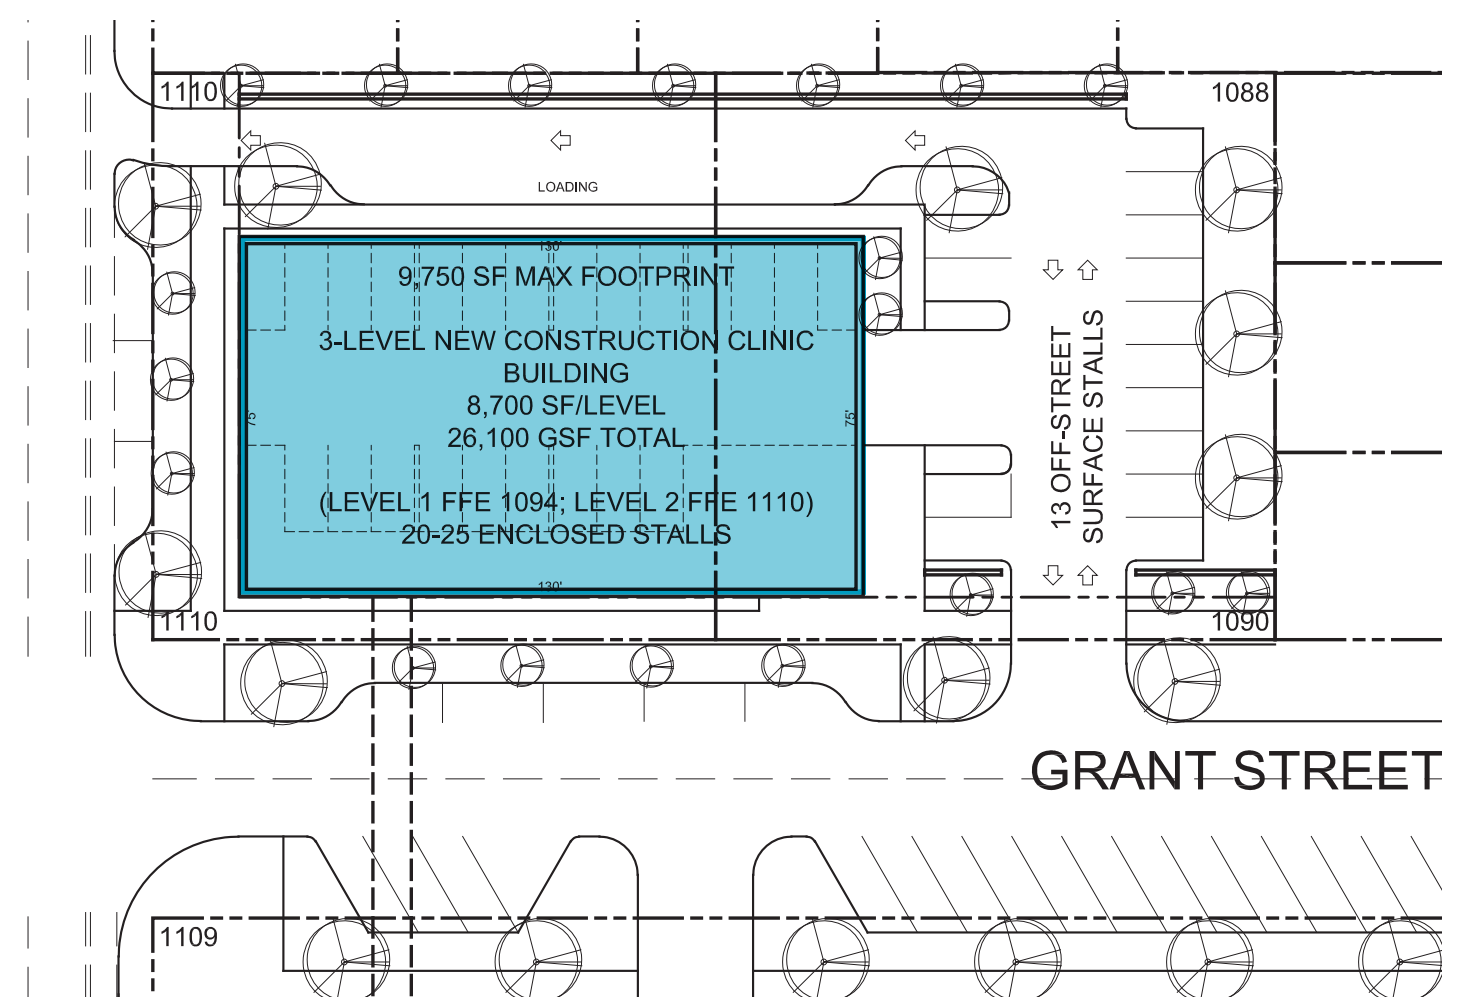 1110
1088
LOADING
130'
9,750 SF MAX FOOTPRINT
3-LEVEL NEW CONSTRUCTION CLINIC
BUILDING
8,700 SF/LEVEL
26,100 GSF TOTAL
75'
75'
(LEVEL 1 FFE 1094; LEVEL 2 FFE 1110)
20-25 ENCLOSED STALLS
130'
13 OFF-STREET
SURFACE STALLS
1110
1090
GRANT STREET
1109